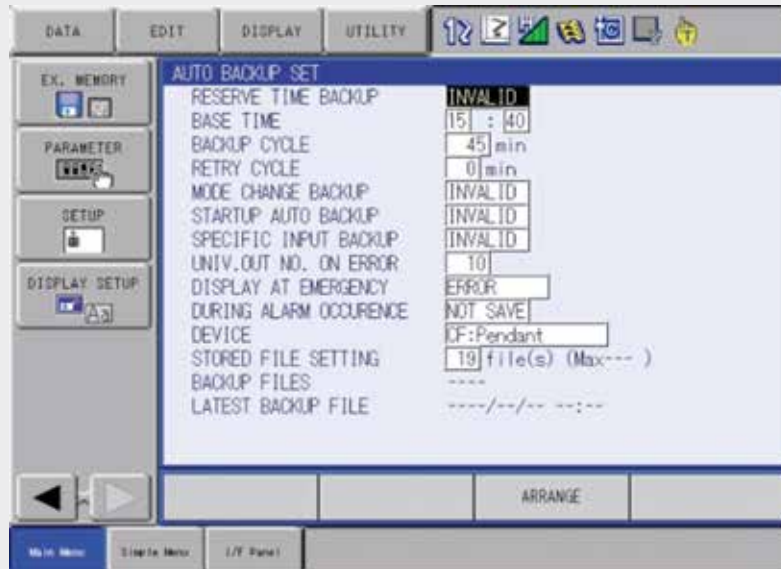 DATA EDIT DISPLAY UTILITY
EX. MEMORY
PARAMETER
SETUP
DISPLAY SETUP
AUTO BACKUP SET
RESERVE TIME BACKUP INVALID
BASE TIME 15 : 40
BACKUP CYCLE 45 min
RETRY CYCLE 0 min
MODE CHANGE BACKUP INVALID
STARTUP AUTO BACKUP INVALID
SPECIFIC INPUT BACKUP INVALID
UNIV.OUT NO. ON ERROR 10
DISPLAY AT EMERGENCY ERROR
DURING ALARM OCCURENCE NOT SAVE
DEVICE CF:Pendant
STORED FILE SETTING 19 file(s) (Max--- )
BACKUP FILES ----
LATEST BACKUP FILE ----/--/-- --:--
ARRANGE
Main Menu Simple Menu I/F Panel